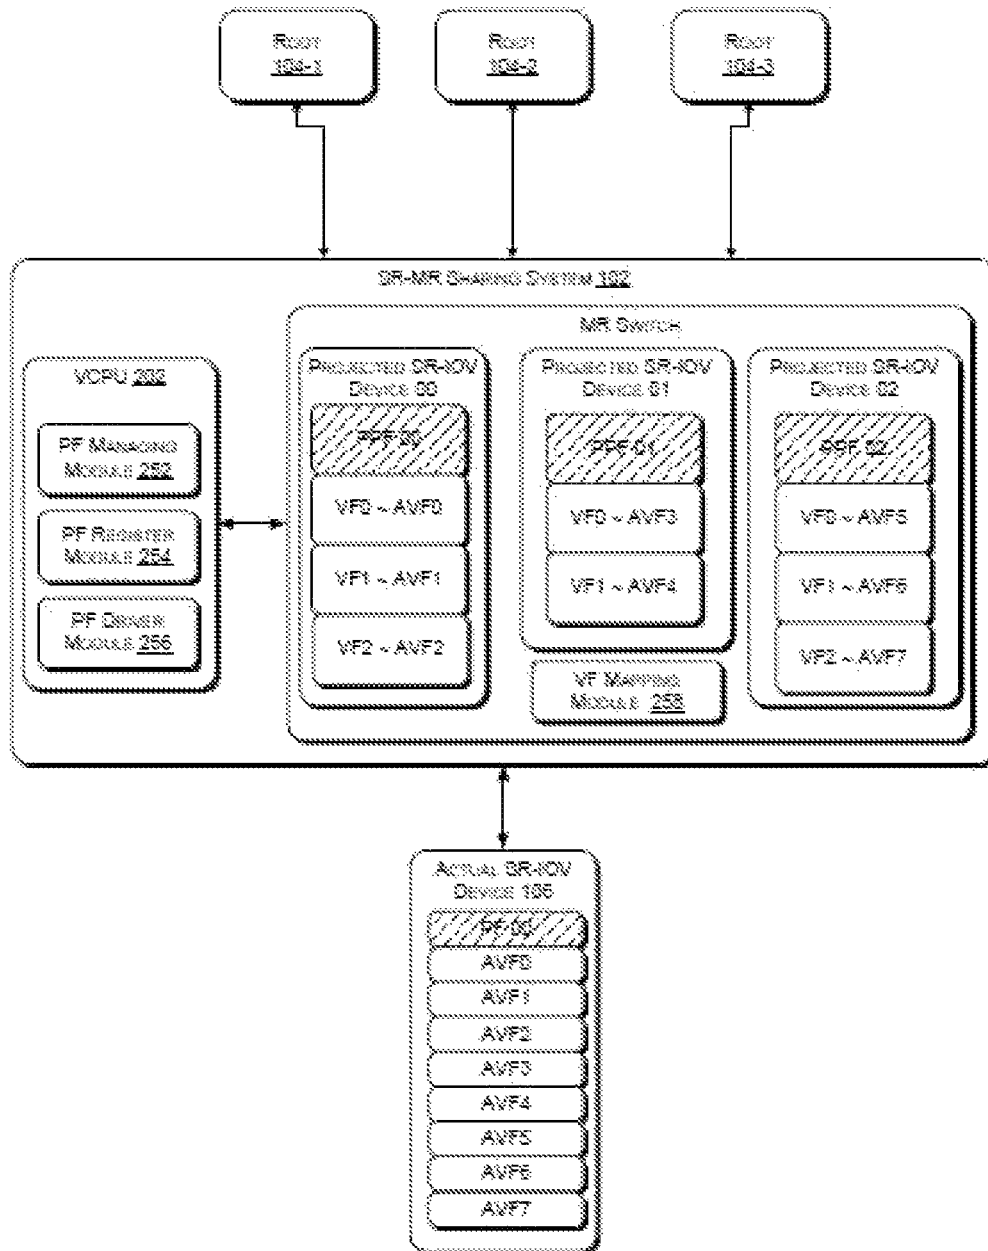 ROOT
104-1
ROOT
104-2
ROOT
104-3
SR-MR SHARING SYSTEM 102
MR SWITCH
VCPU 202
PF MANAGING
MODULE 252
PF REGISTER
MODULE 254
PF DRIVER
MODULE 256
PROJECTED SR-IOV
DEVICE 00
PPF 00
VF0 ~ AVF0
VF1 ~ AVF1
VF2 ~ AVF2
PROJECTED SR-IOV
DEVICE 01
PPF 01
VF0 ~ AVF3
VF1 ~ AVF4
VF MAPPING
MODULE 258
PROJECTED SR-IOV
DEVICE 02
PPF 02
VF0 ~ AVF5
VF1 ~ AVF6
VF2 ~ AVF7
ACTUAL SR-IOV
DEVICE 106
PF 00
AVF0
AVF1
AVF2
AVF3
AVF4
AVF5
AVF6
AVF7